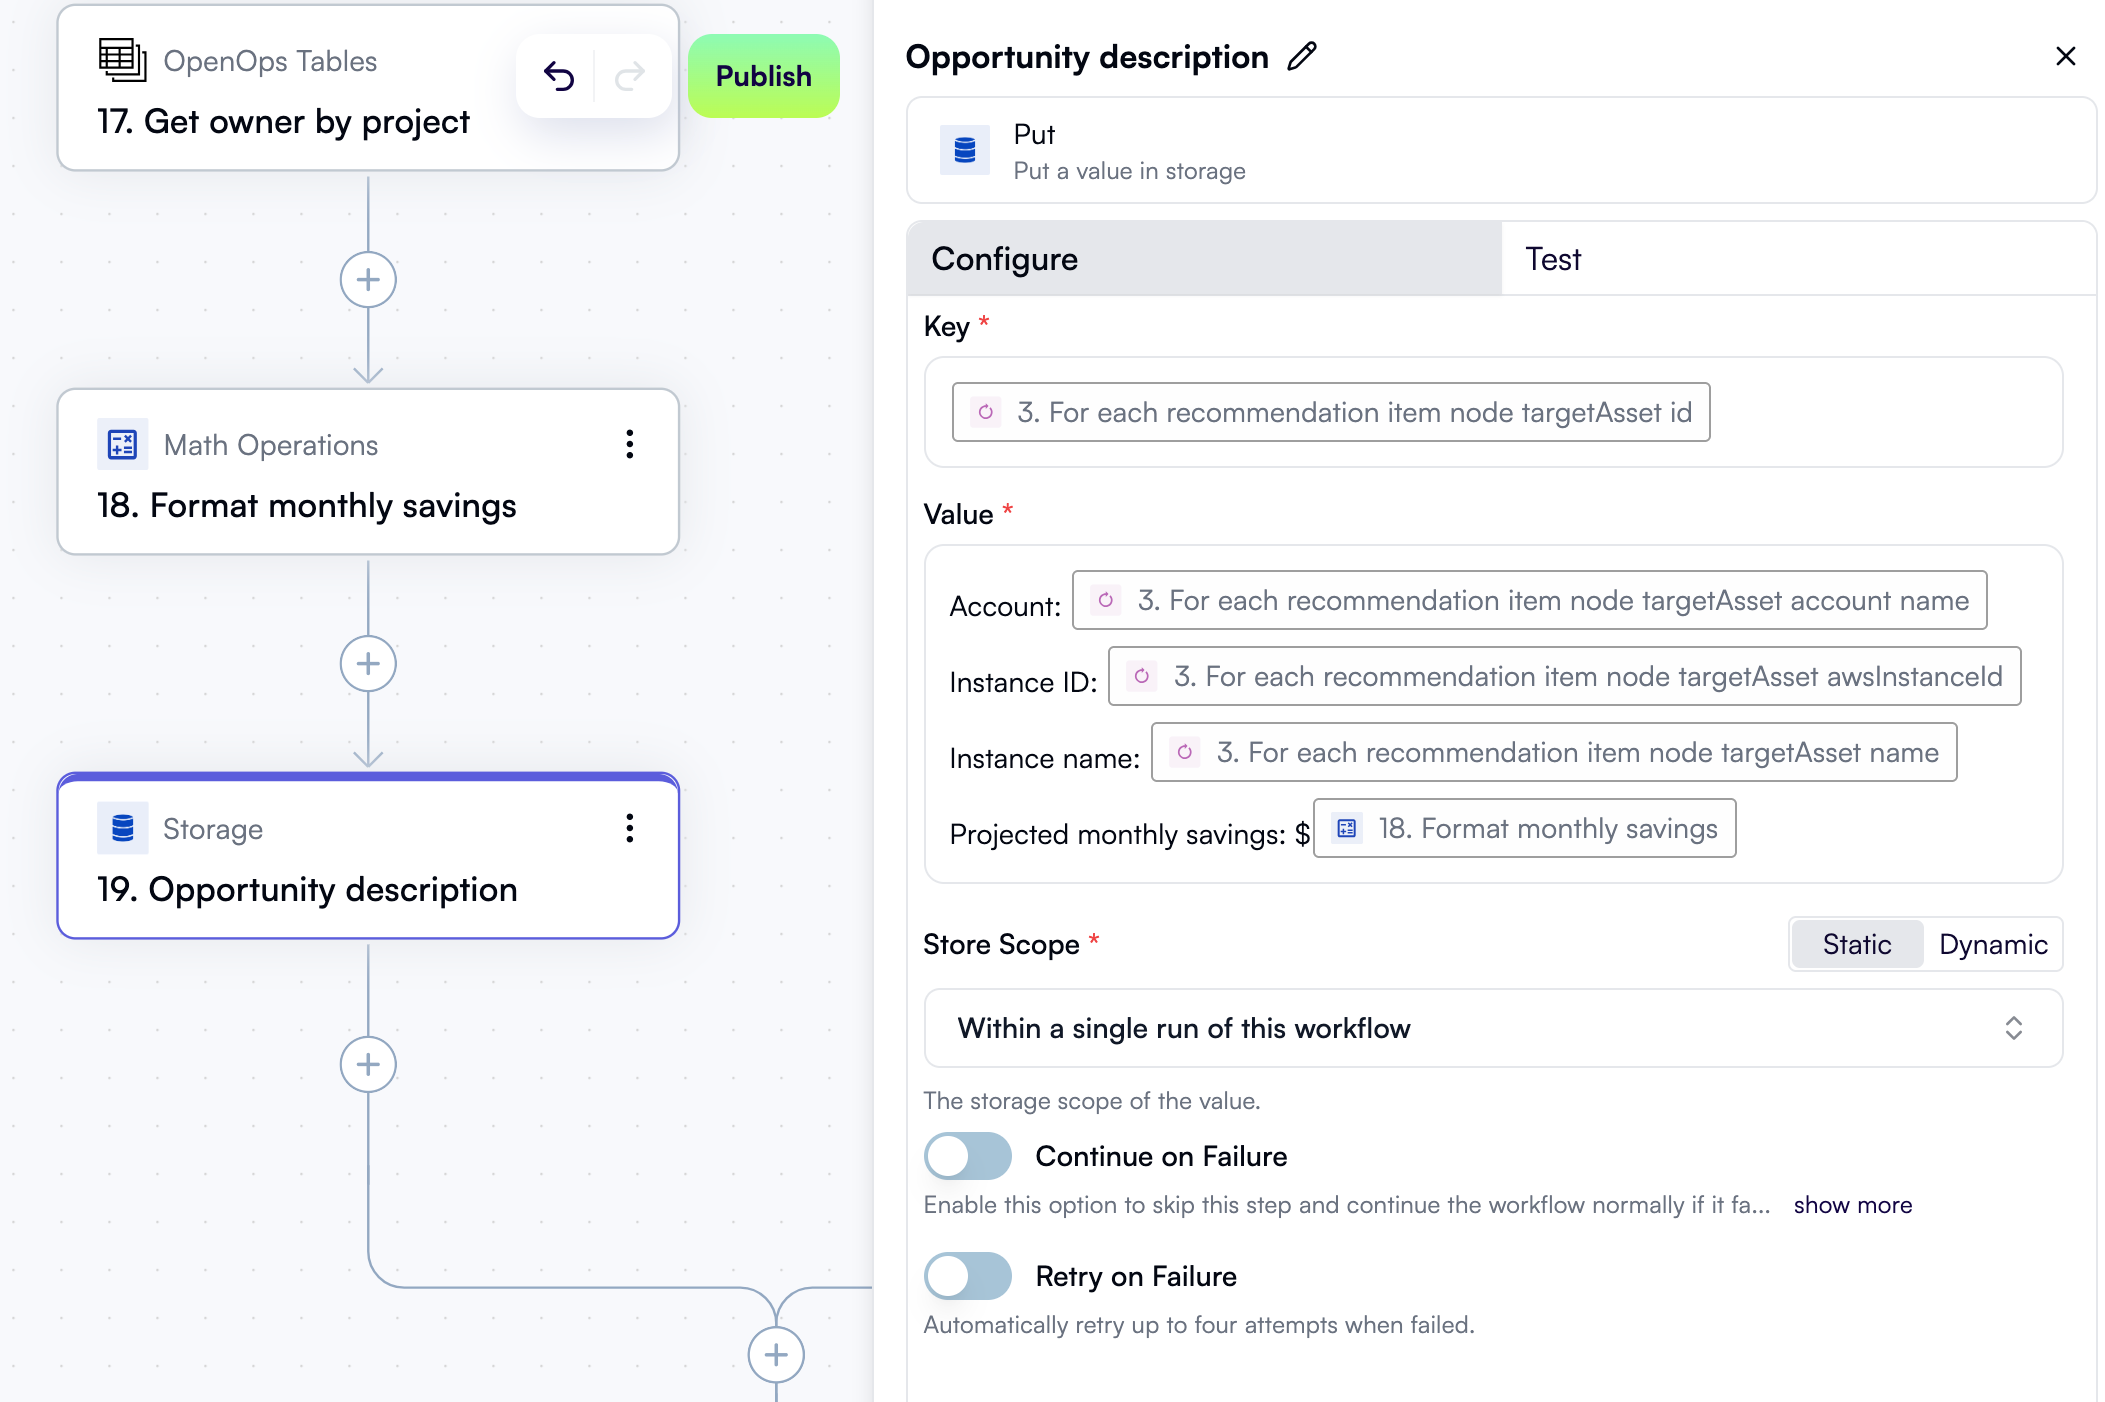 OpenOps Tables
17. Get owner by project
Publish
Math Operations
18. Format monthly savings
Storage
19. Opportunity description
Opportunity description
Put
Put a value in storage
Configure
Test
Key *
3. For each recommendation item node targetAsset id
Value *
Account: 3. For each recommendation item node targetAsset account name
Instance ID: 3. For each recommendation item node targetAsset awsInstanceId
Instance name: 3. For each recommendation item node targetAsset name
Projected monthly savings: $ 18. Format monthly savings
Store Scope *
Static
Dynamic
Within a single run of this workflow
The storage scope of the value.
Continue on Failure
Enable this option to skip this step and continue the workflow normally if it fa... show more
Retry on Failure
Automatically retry up to four attempts when failed.